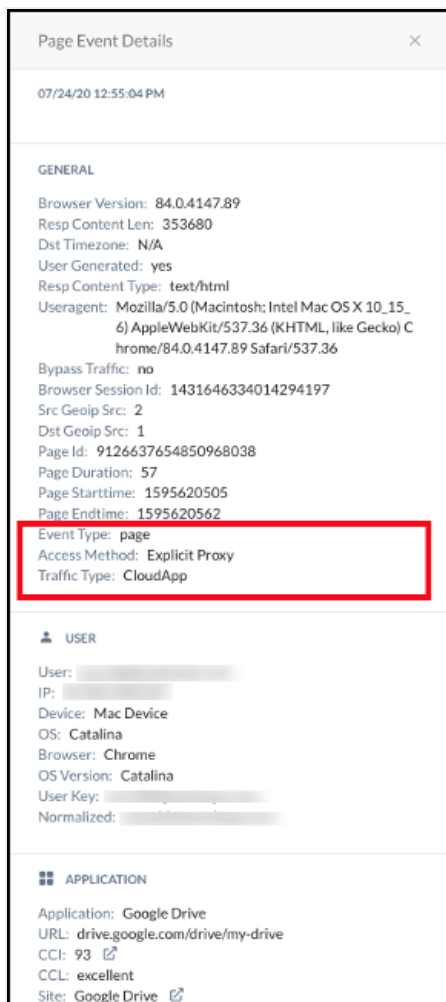 Page Event Details
07/24/20 12:55:04 PM
GENERAL
Browser Version: 84.0.4147.89
Resp Content Len: 353680
Dst Timezone: N/A
User Generated: yes
Resp Content Type: text/html
Useragent: Mozilla/5.0 (Macintosh; Intel Mac OS X 10_15_
6) AppleWebKit/537.36 (KHTML, like Gecko) C
hrome/84.0.4147.89 Safari/537.36
Bypass Traffic: no
Browser Session Id: 1431646334014294197
Src Geoip Src: 2
Dst Geoip Src: 1
Page Id: 9126637654850968038
Page Duration: 57
Page Starttime: 1595620505
Page Endtime: 1595620562
Event Type: page
Access Method: Explicit Proxy
Traffic Type: CloudApp
USER
User:
IP:
Device: Mac Device
OS: Catalina
Browser: Chrome
OS Version: Catalina
User Key:
Normalized:
APPLICATION
Application: Google Drive
URL: drive.google.com/drive/my-drive
CCI: 93
CCL: excellent
Site: Google Drive